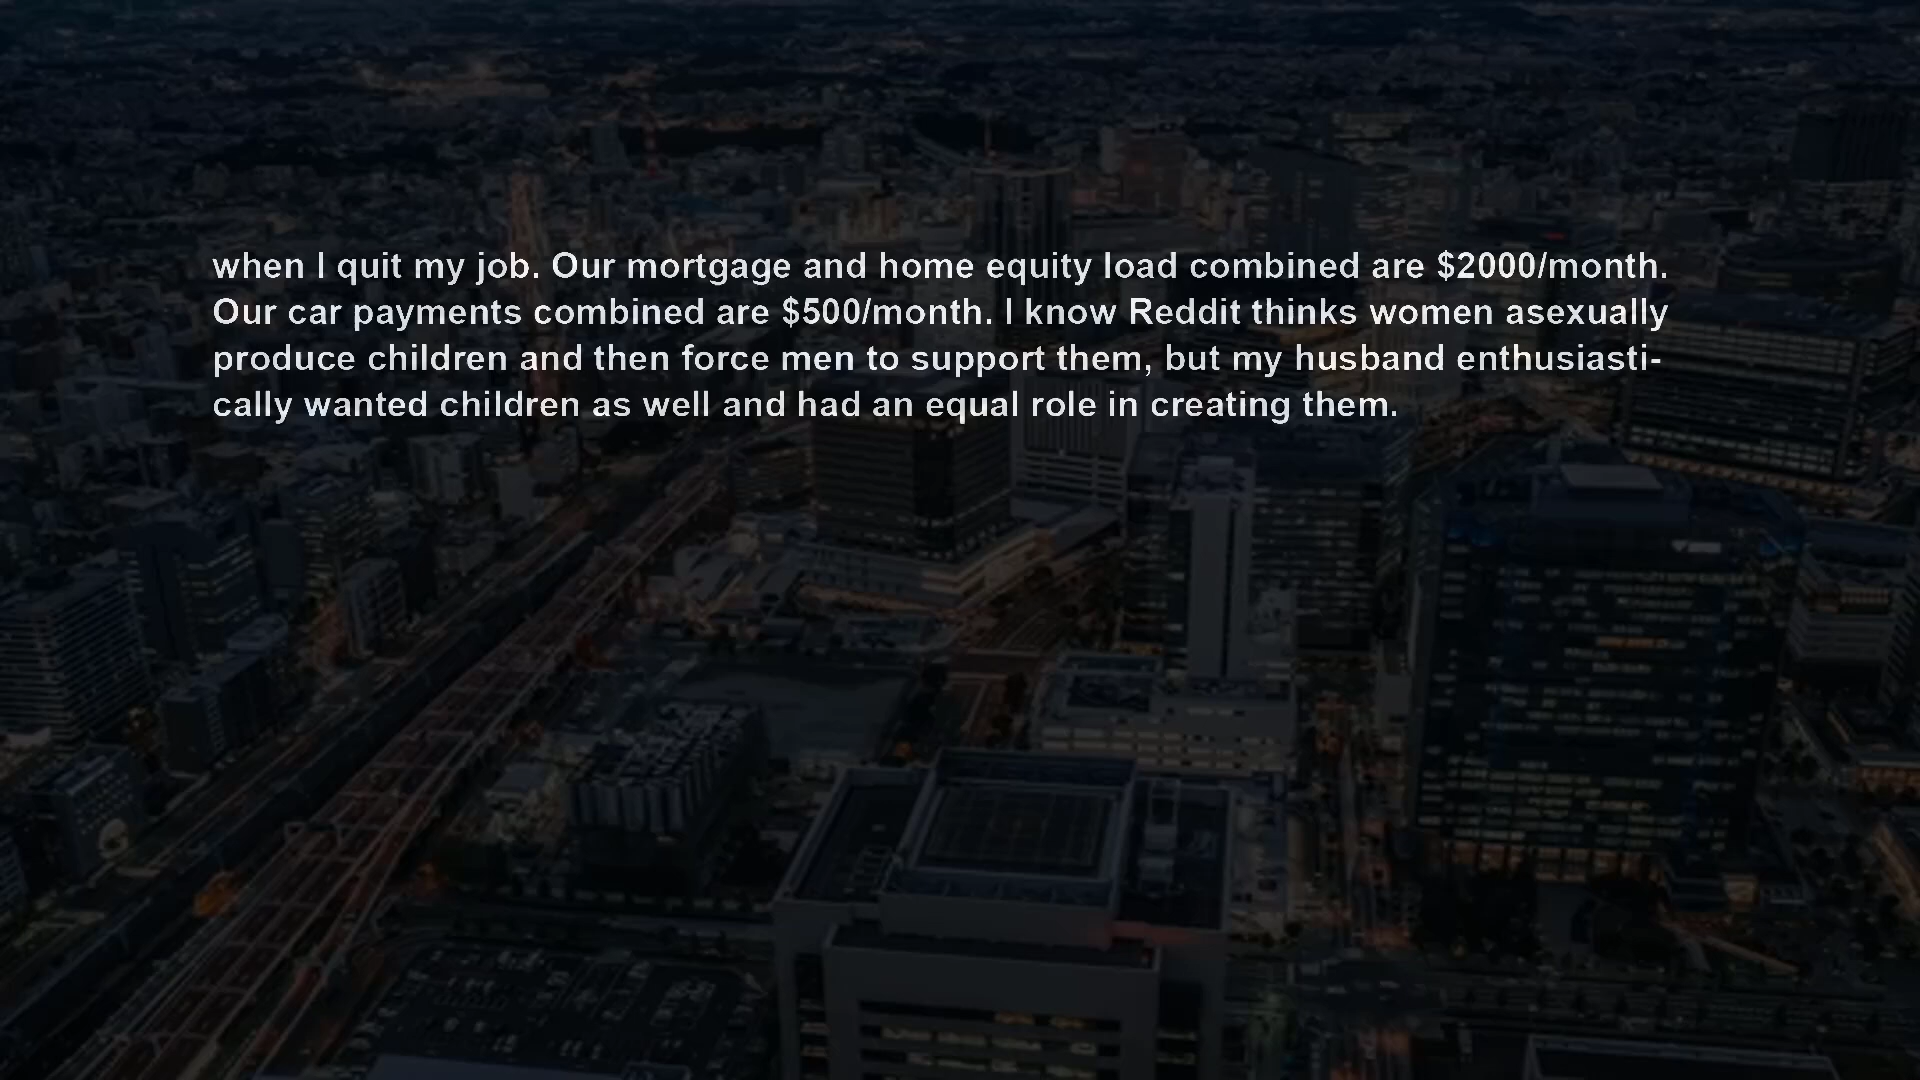 when I quit my job. Our mortgage and home equity load combined are $2000/month.
Our car payments combined are $500/month. I know Reddit thinks women asexually
produce children and then force men to support them, but my husband enthusiasti-
cally wanted children as well and had an equal role in creating them.